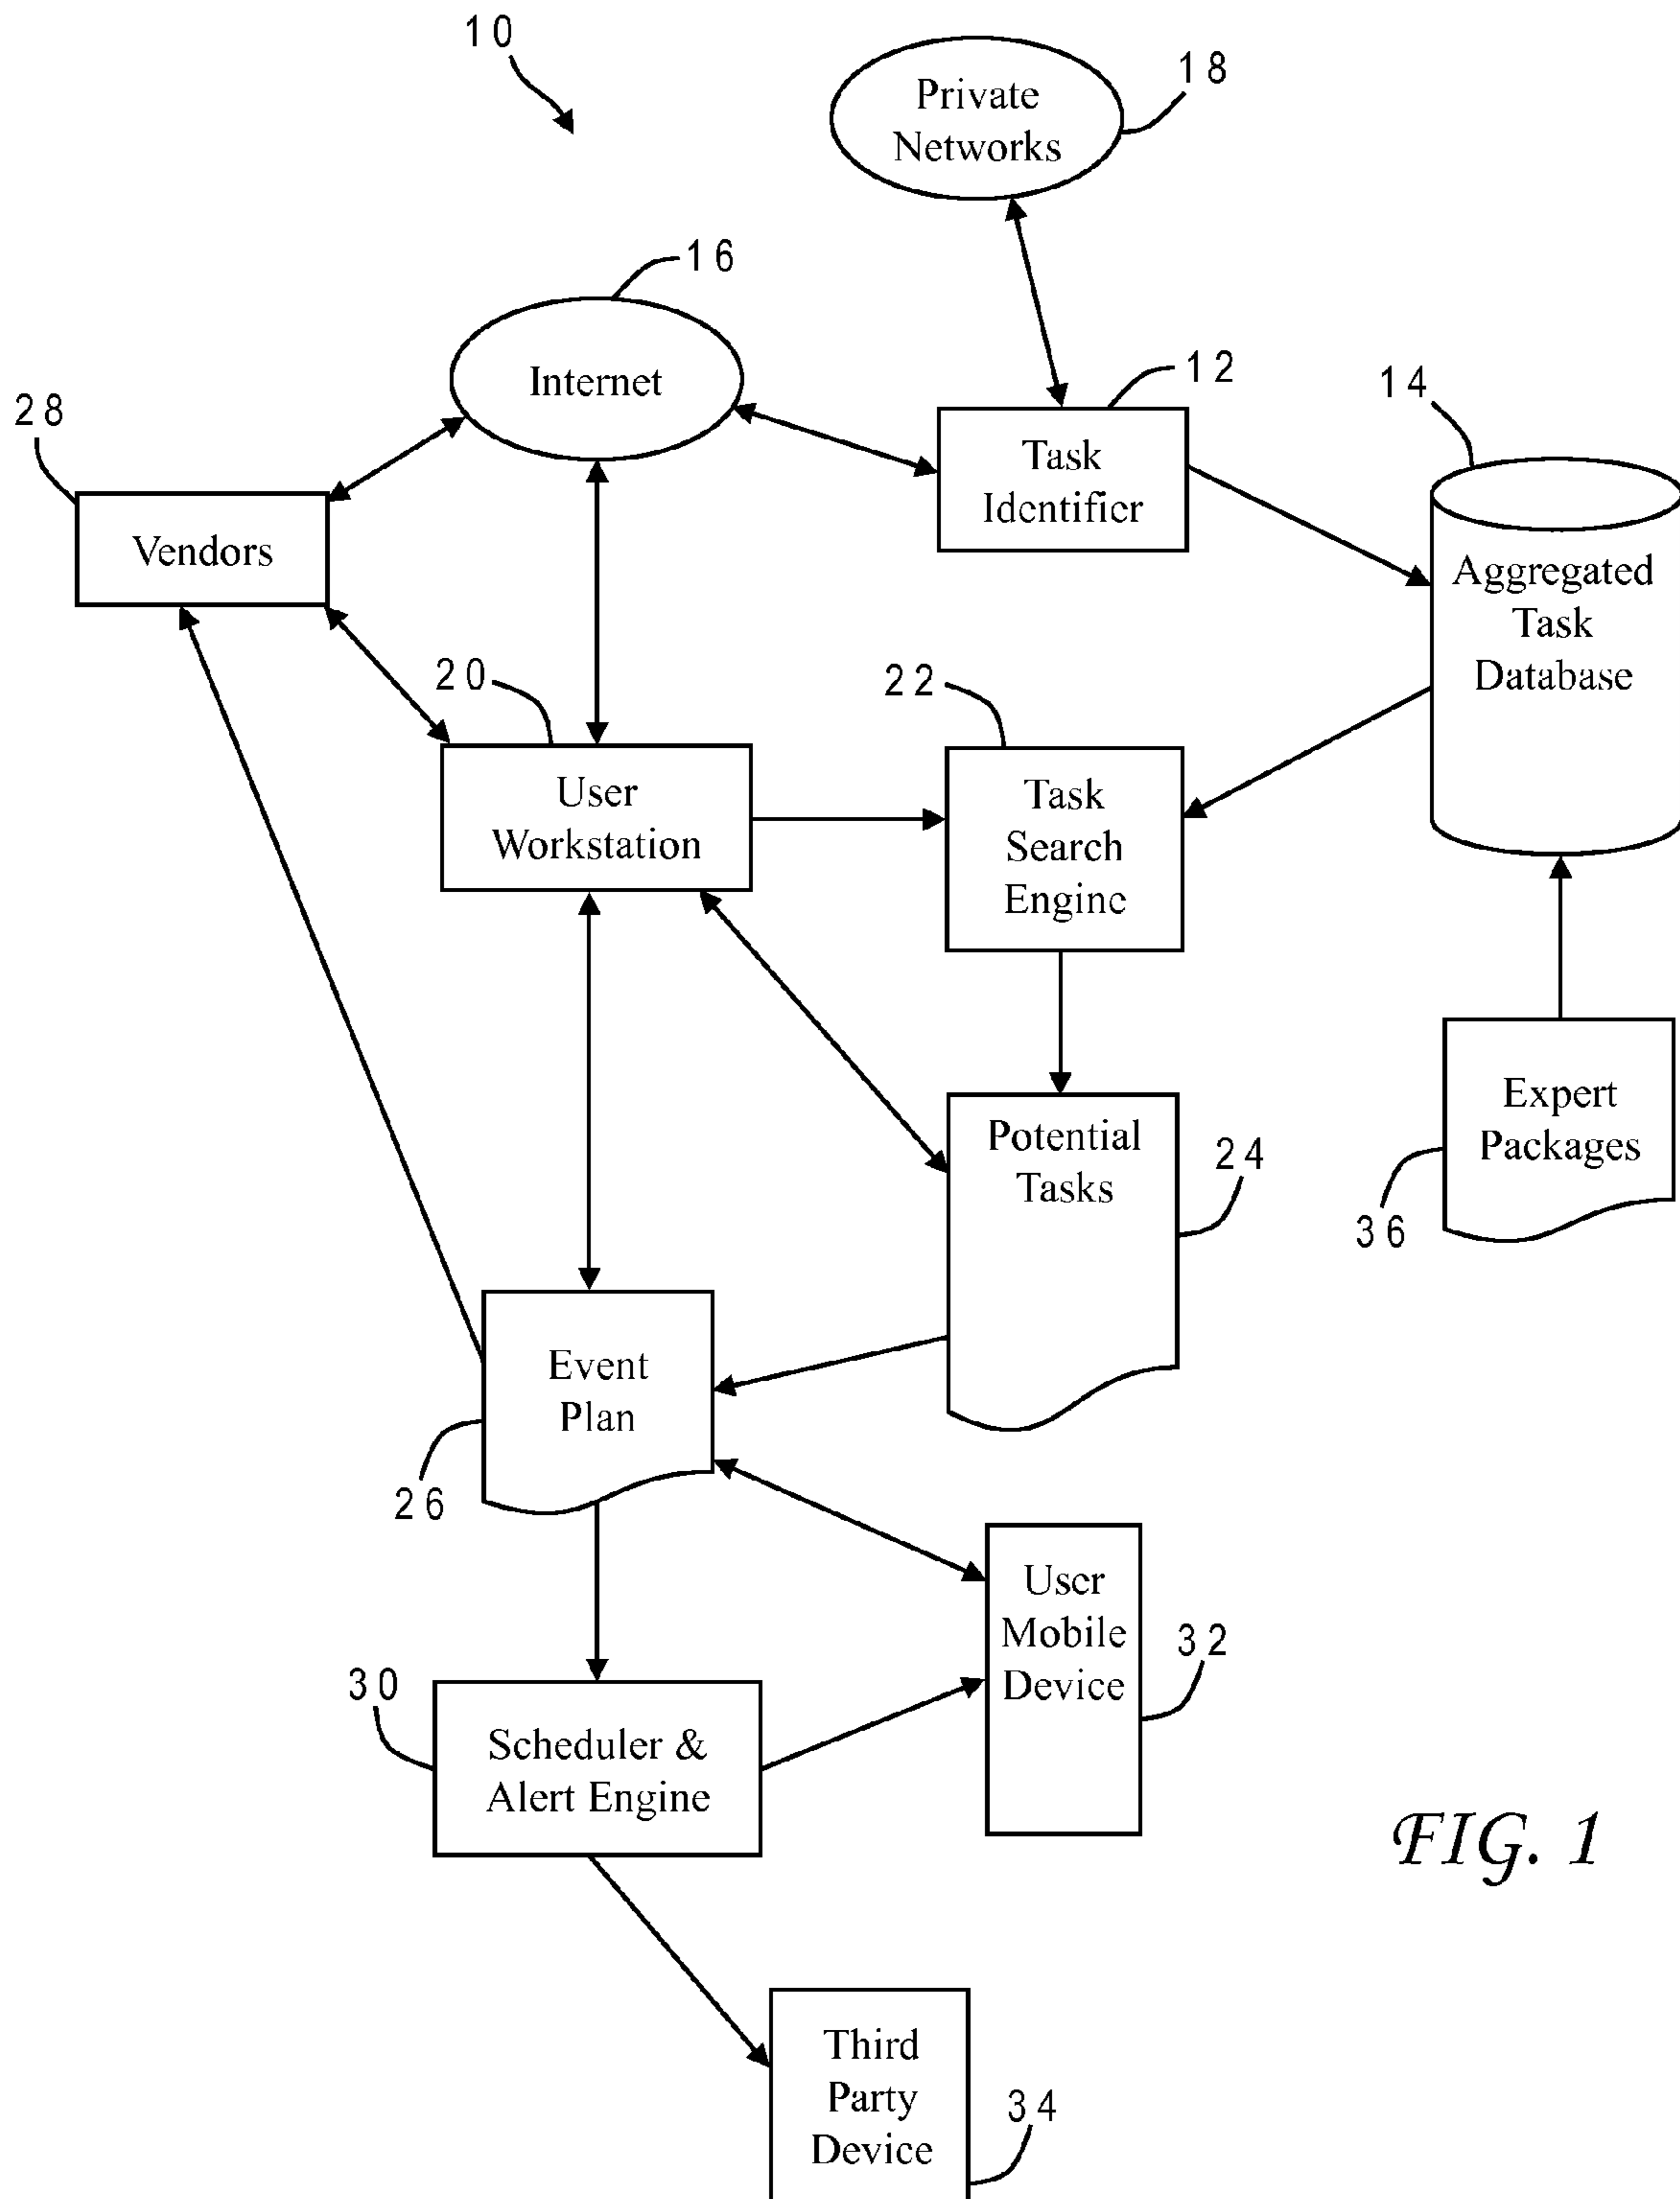 10
Private
Networks
18
16
Internet
12
Task
Identifier
14
28
Vendors
Aggregated
Task
Database
20
User
Workstation
22
Task
Search
Engine
Potential
Tasks
24
Expert
Packages
36
Event
Plan
26
User
Mobile
Device
32
30
Scheduler &
Alert Engine
FIG. 1
Third
Party
Device
34